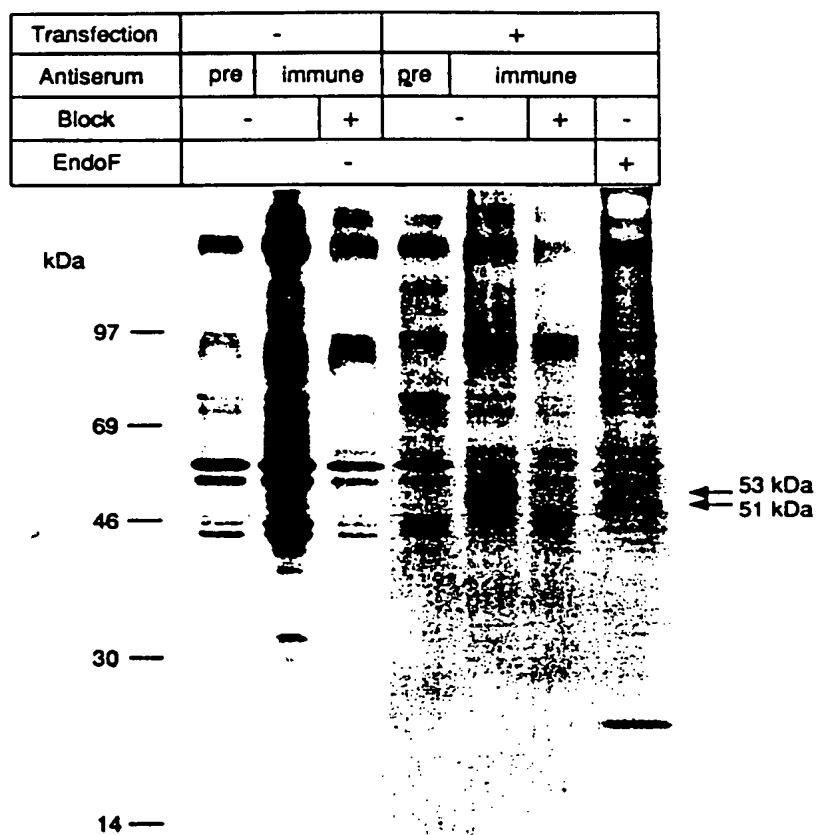 Transfection - +
Antiserum pre immune pre immune
Block - + - + -
EndoF - +
kDa
97
69
53 kDa
51 kDa
46
30
14